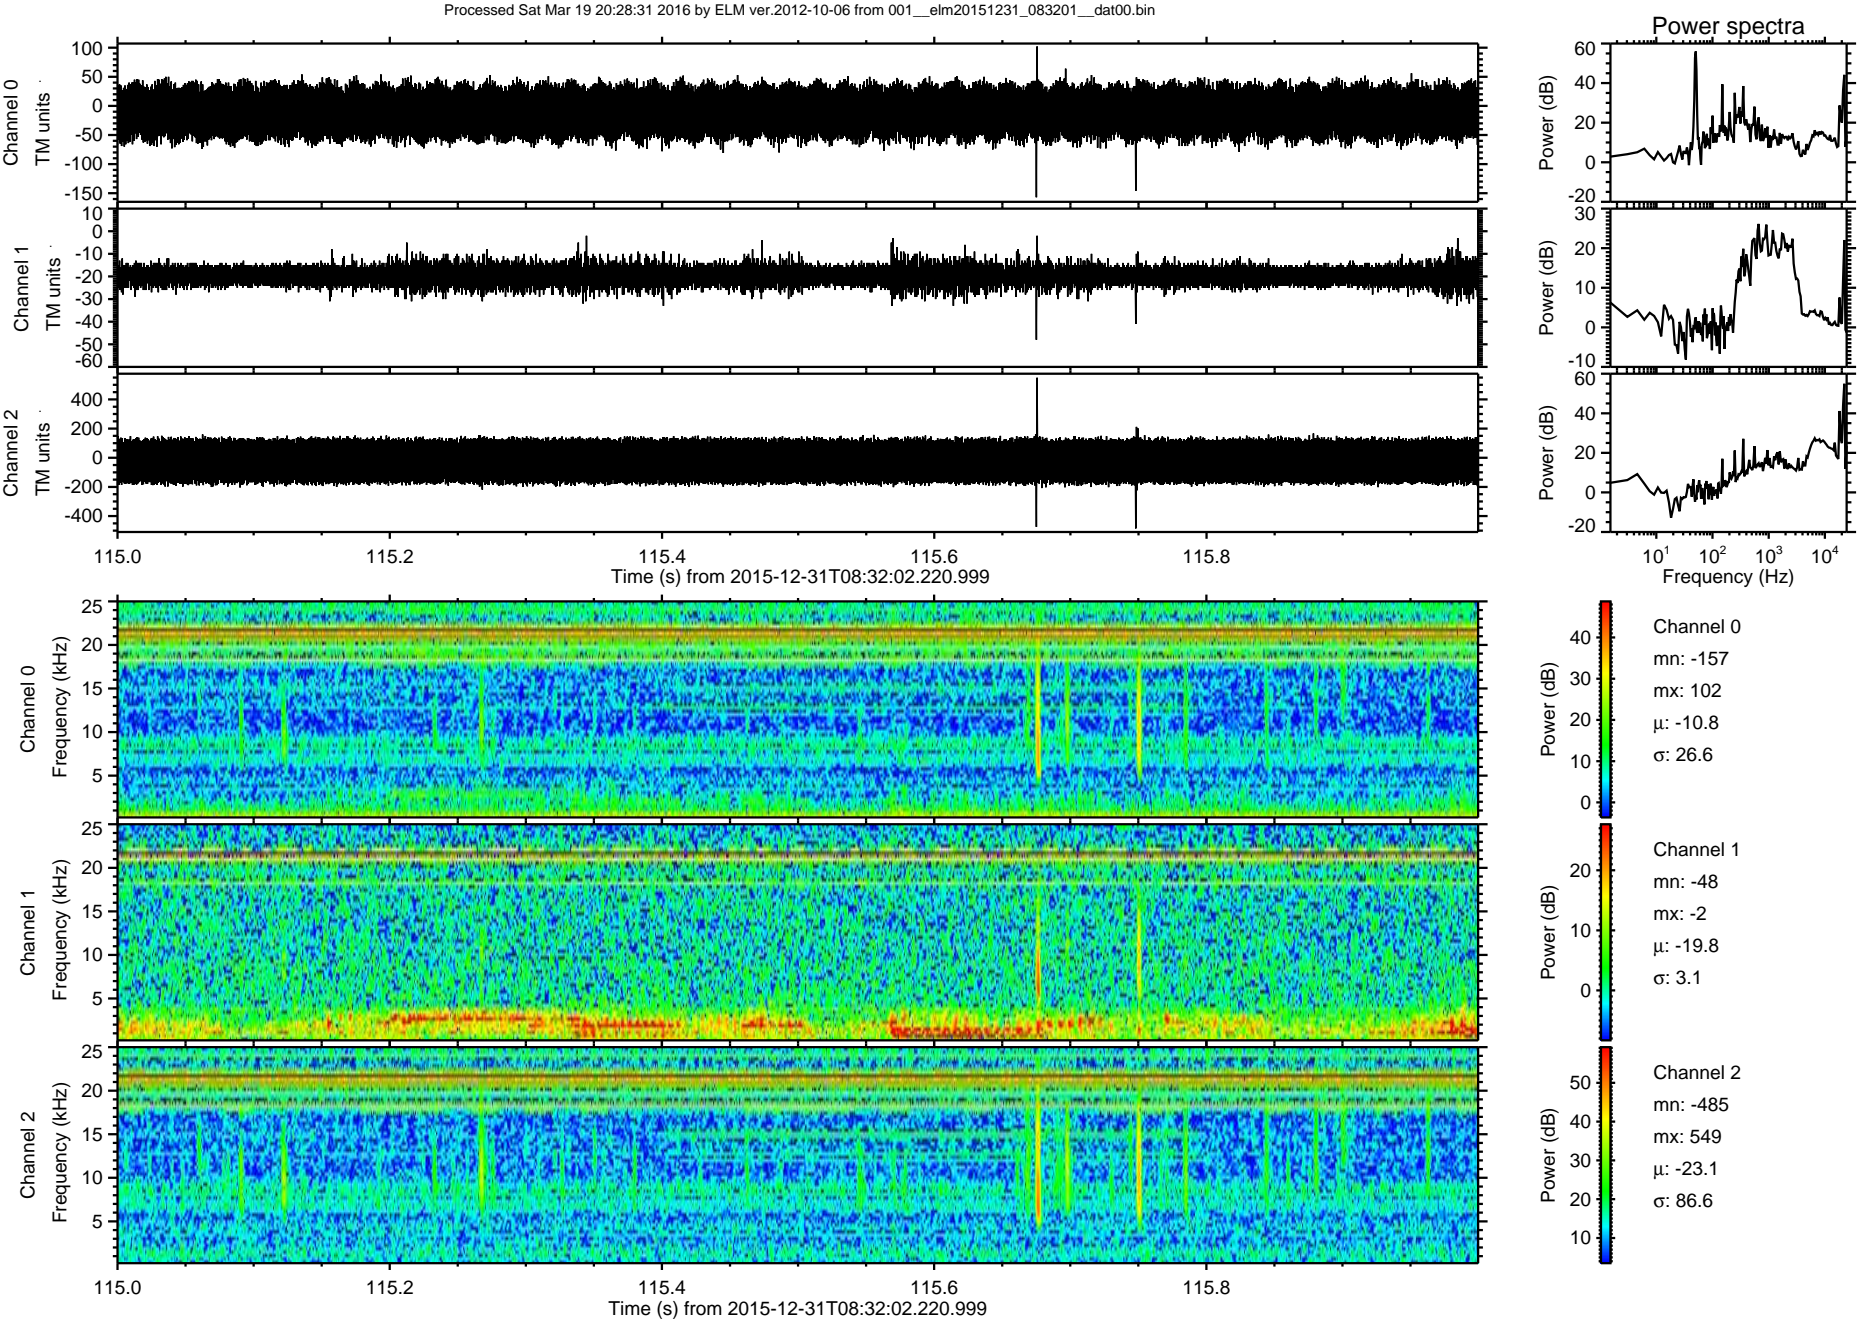 Processed Sat Mar 19 20:28:31 2016 by ELM ver.2012-10-06 from 001__elm20151231_083201__dat00.bin
Power spectra
Channel 0
TM units
100
50
0
-50
-100
-150
Power (dB)
60
40
20
0
-20
Channel 1
TM units
10
0
-10
-20
-30
-40
-50
-60
Power (dB)
30
20
10
0
-10
Channel 2
TM units
400
200
0
-200
-400
Power (dB)
60
40
20
0
-20
115.0 115.2 115.4 115.6 115.8
Time (s) from 2015-12-31T08:32:02.220.999
10¹ 10² 10³ 10⁴
Frequency (Hz)
Channel 0
Frequency (kHz)
25
20
15
10
5
Power (dB)
40
30
20
10
0
Channel 0
mn: -157
mx: 102
μ: -10.8
σ: 26.6
Channel 1
Frequency (kHz)
25
20
15
10
5
Power (dB)
20
10
0
Channel 1
mn: -48
mx: -2
μ: -19.8
σ: 3.1
Channel 2
Frequency (kHz)
25
20
15
10
5
Power (dB)
50
40
30
20
10
Channel 2
mn: -485
mx: 549
μ: -23.1
σ: 86.6
115.0 115.2 115.4 115.6 115.8
Time (s) from 2015-12-31T08:32:02.220.999